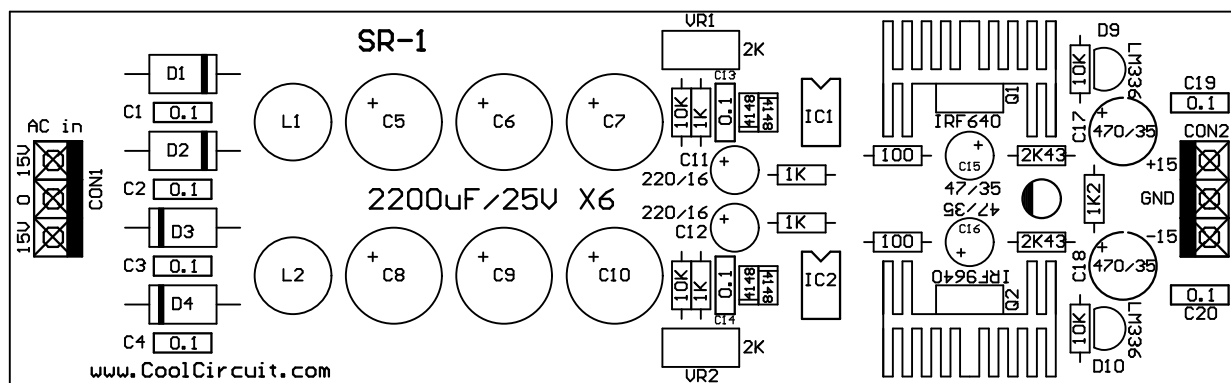 SR-1
VR1
2K
D9
LM336
10K
D1
C1 0.1
AC in
15V 0 15V
CON1
D2
C2 0.1
D3
C3 0.1
D4
C4 0.1
www.CoolCircuit.com
L1
+ C5
+ C6
+ C7
2200uF/25V X6
L2
+ C8
+ C9
+ C10
10K
1K
C13
0.1
4148
4148
IC1
C11
220/16
1K
220/16
C12
1K
10K
1K
0.1
C14
4148
4148
IC2
2K
VR2
Q1
IRF640
100
+
C15
47/35
2K43
47/35
C16
+
100
2K43
1K2
IRF9640
Q2
C17
+
470/35
C19
0.1
CON2
+15
GND
-15
C18
+
470/35
0.1
C20
10K
LM336
D10